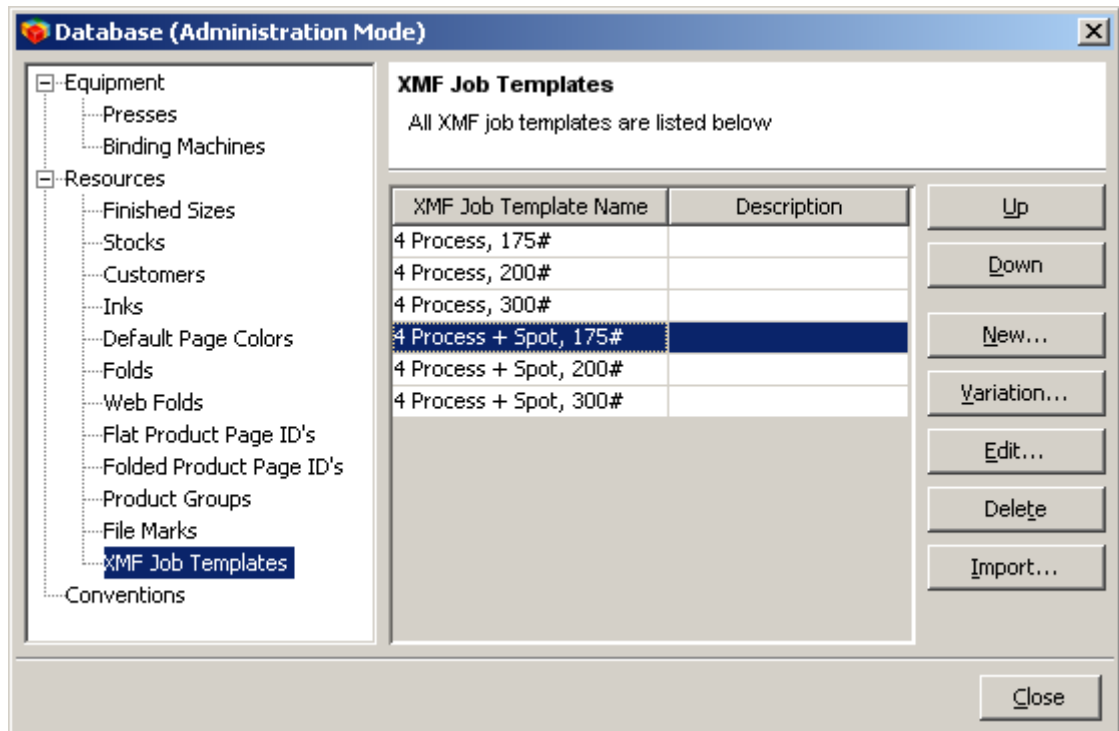 Database (Administration Mode)
Equipment
Presses
Binding Machines
Resources
Finished Sizes
Stocks
Customers
Inks
Default Page Colors
Folds
Web Folds
Flat Product Page ID's
Folded Product Page ID's
Product Groups
File Marks
XMF Job Templates
Conventions
XMF Job Templates
All XMF job templates are listed below
XMF Job Template Name Description
4 Process, 175#
4 Process, 200#
4 Process, 300#
4 Process + Spot, 175#
4 Process + Spot, 200#
4 Process + Spot, 300#
Up
Down
New...
Variation...
Edit...
Delete
Import...
Close